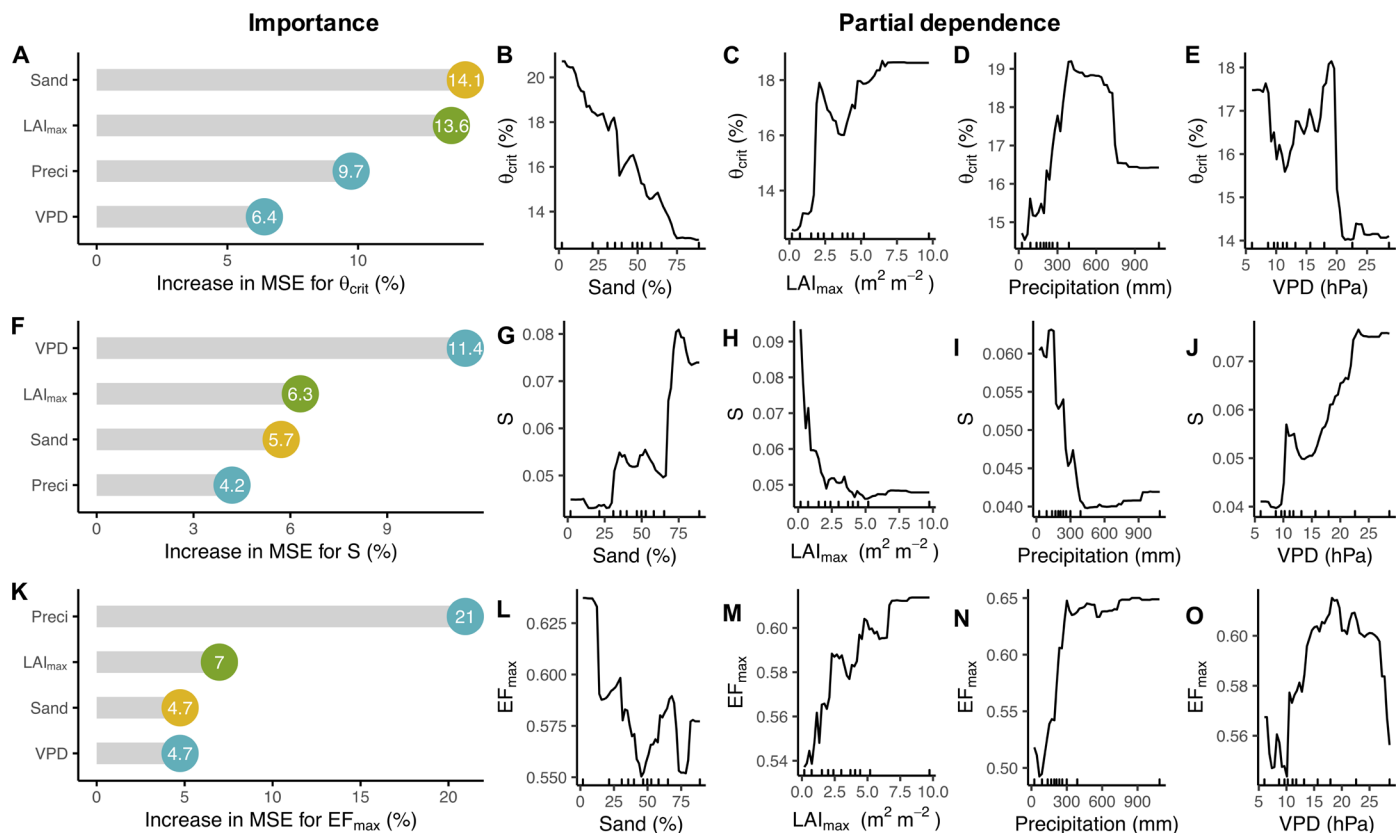 Importance
Partial dependence
A
Sand
LAImax
Preci
VPD
14.1
13.6
9.7
6.4
0
5
10
Increase in MSE for θcrit (%)
B
20
18
16
14
θcrit (%)
0
25
50
75
Sand (%)
C
18
16
14
θcrit (%)
0.0
2.5
5.0
7.5
10.0
LAImax (m² m⁻²)
D
19
18
17
16
15
θcrit (%)
0
300
600
900
Precipitation (mm)
E
18
17
16
15
14
θcrit (%)
5
10
15
20
25
VPD (hPa)
F
VPD
LAImax
Sand
Preci
11.4
6.3
5.7
4.2
0
3
6
9
Increase in MSE for S (%)
G
0.08
0.07
0.06
0.05
S
0
25
50
75
Sand (%)
H
0.09
0.08
0.07
0.06
0.05
S
0.0
2.5
5.0
7.5
10.0
LAImax (m² m⁻²)
I
0.060
0.055
0.050
0.045
0.040
S
0
300
600
900
Precipitation (mm)
J
0.07
0.06
0.05
0.04
S
5
10
15
20
25
VPD (hPa)
K
Preci
LAImax
Sand
VPD
21
7
4.7
4.7
0
5
10
15
20
Increase in MSE for EFmax (%)
L
0.625
0.600
0.575
0.550
EFmax
0
25
50
75
Sand (%)
M
0.60
0.58
0.56
0.54
EFmax
0.0
2.5
5.0
7.5
10.0
LAImax (m² m⁻²)
N
0.65
0.60
0.55
0.50
EFmax
0
300
600
900
Precipitation (mm)
O
0.60
0.58
0.56
EFmax
5
10
15
20
25
VPD (hPa)